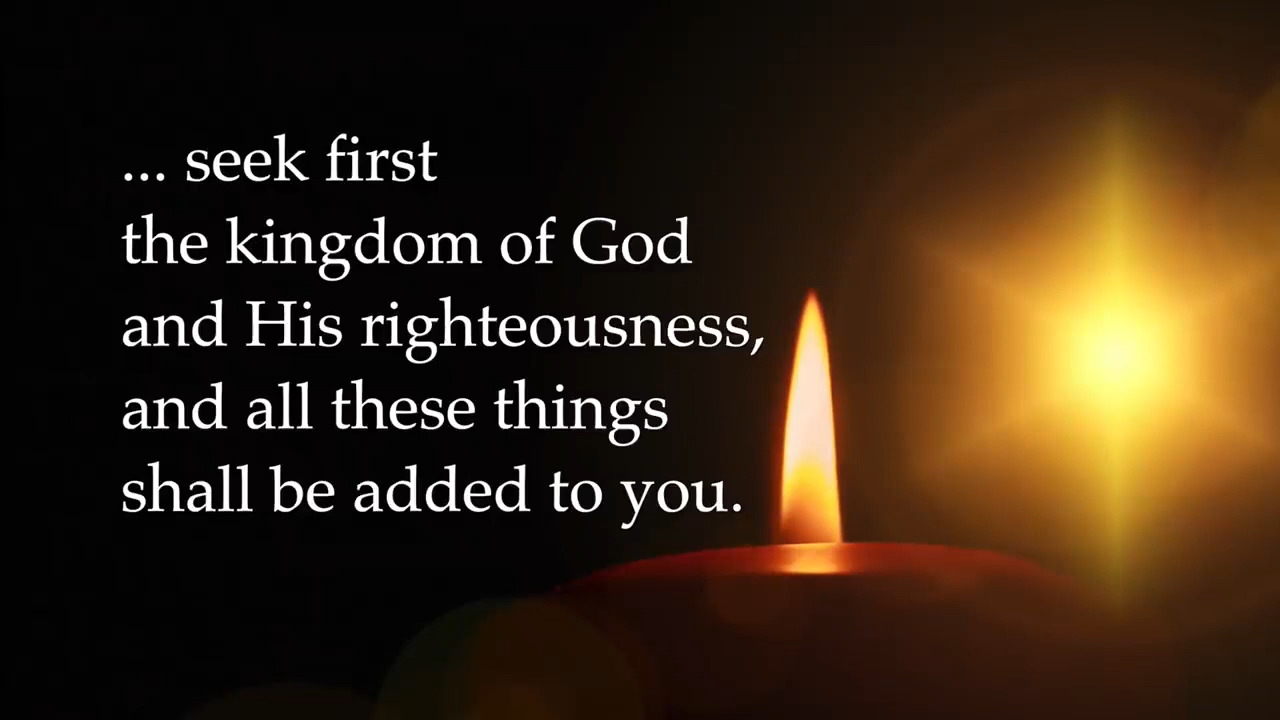 ... seek first
the kingdom of God
and His righteousness,
and all these things
shall be added to you.